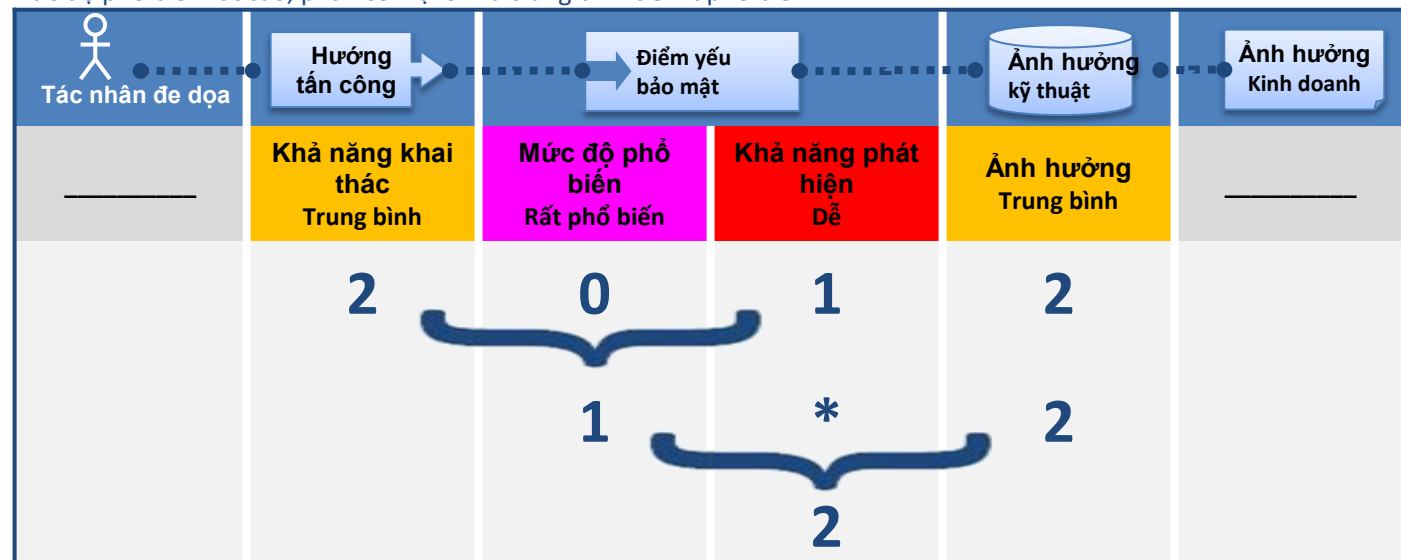 Tác nhân đe dọa
Hướng
tấn công
Điểm yếu
bảo mật
Ảnh hưởng
kỹ thuật
Ảnh hưởng
Kinh doanh
Khả năng khai
thác
Trung bình
Mức độ phổ
biến
Rất phổ biến
Khả năng phát
hiện
Dễ
Ảnh hưởng
Trung bình
2 0 1 2
1 * 2
2